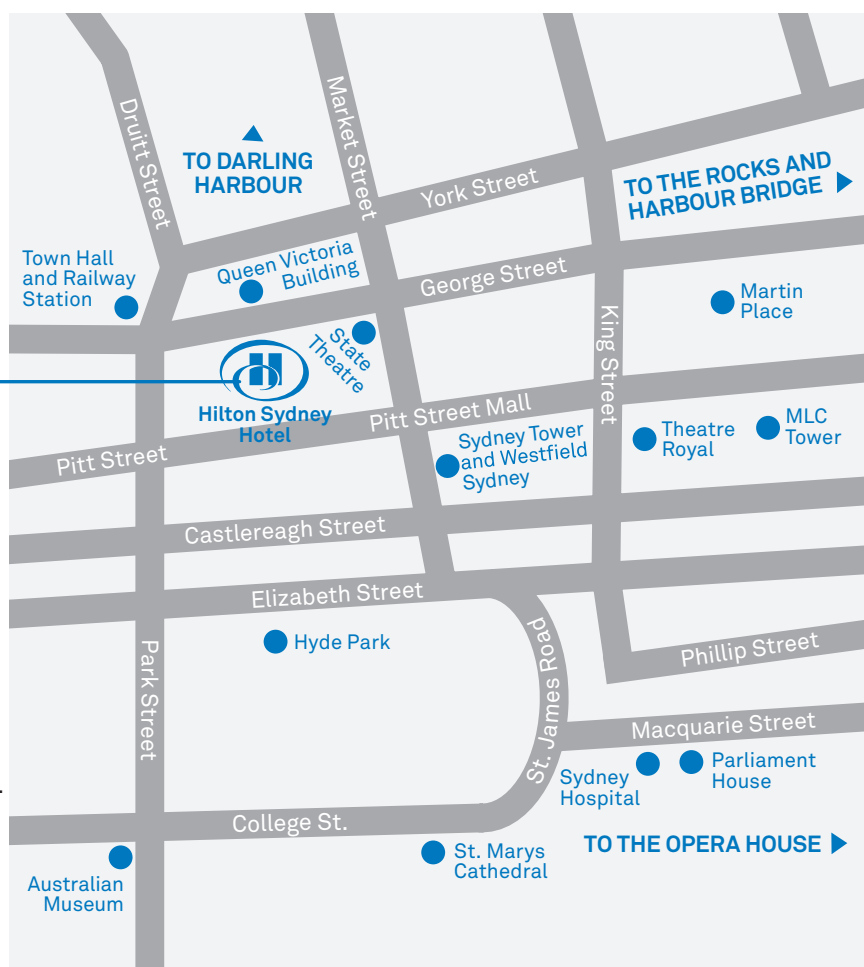 Druitt Street
Market Street
TO DARLING
HARBOUR
York Street
TO THE ROCKS AND
HARBOUR BRIDGE
Town Hall
and Railway
Station
Queen Victoria
Building
George Street
Martin
Place
State
Theatre
King Street
H
Hilton Sydney
Hotel
Pitt Street Mall
Pitt Street
Sydney Tower
and Westfield
Sydney
Theatre
Royal
MLC
Tower
Castlereagh Street
Elizabeth Street
Hyde Park
Park Street
St. James Road
Phillip Street
Macquarie Street
Sydney
Hospital
Parliament
House
College St.
TO THE OPERA HOUSE
St. Marys
Cathedral
Australian
Museum